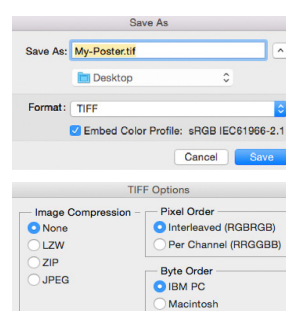 Save As
Save As: My-Poster.tif
Desktop
Format: TIFF
Embed Color Profile: sRGB IEC61966-2.1
Cancel Save
TIFF Options
Image Compression
None
LZW
ZIP
JPEG
Pixel Order
Interleaved (RGBRGB)
Per Channel (RRGGBB)
Byte Order
IBM PC
Macintosh